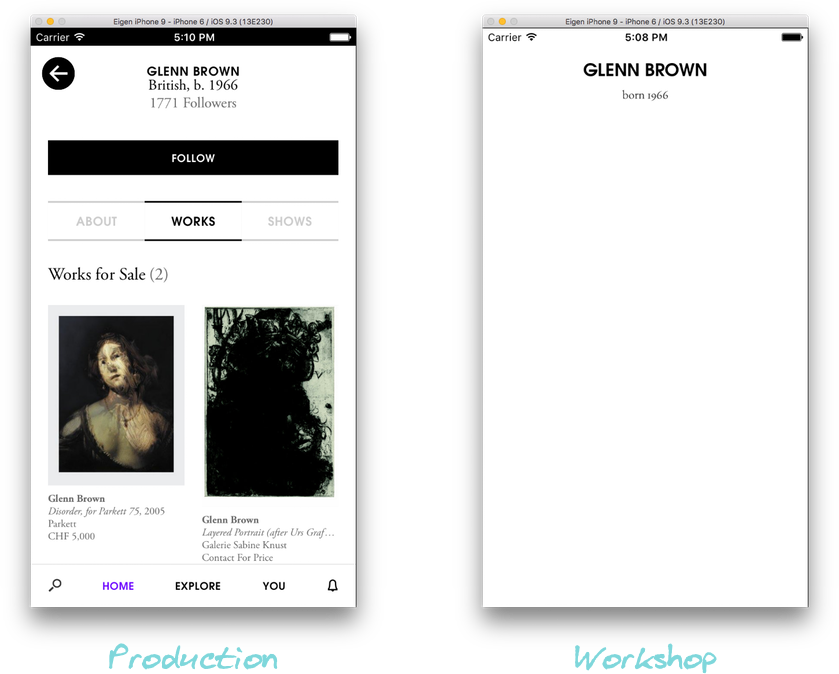 Eigen iPhone 9 - iPhone 6 / iOS 9.3 (13E230)
Carrier 5:10 PM
GLENN BROWN
British, b. 1966
1771 Followers
FOLLOW
ABOUT WORKS SHOWS
Works for Sale (2)
Glenn Brown
Disorder, for Parkett 75, 2005
Parkett
CHF 5,000
Glenn Brown
Layered Portrait (after Urs Graf…
Galerie Sabine Knust
Contact For Price
HOME EXPLORE YOU
Production
Eigen iPhone 9 - iPhone 6 / iOS 9.3 (13E230)
Carrier 5:08 PM
GLENN BROWN
born 1966
Workshop